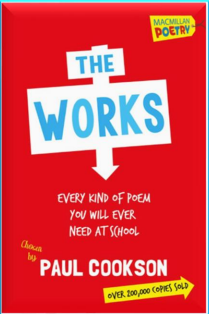 MACMILLAN
POETRY
THE
WORKS
EVERY KIND OF POEM
YOU WILL EVER
NEED AT SCHOOL
Chosen
by
PAUL COOKSON
OVER 200,000 COPIES SOLD